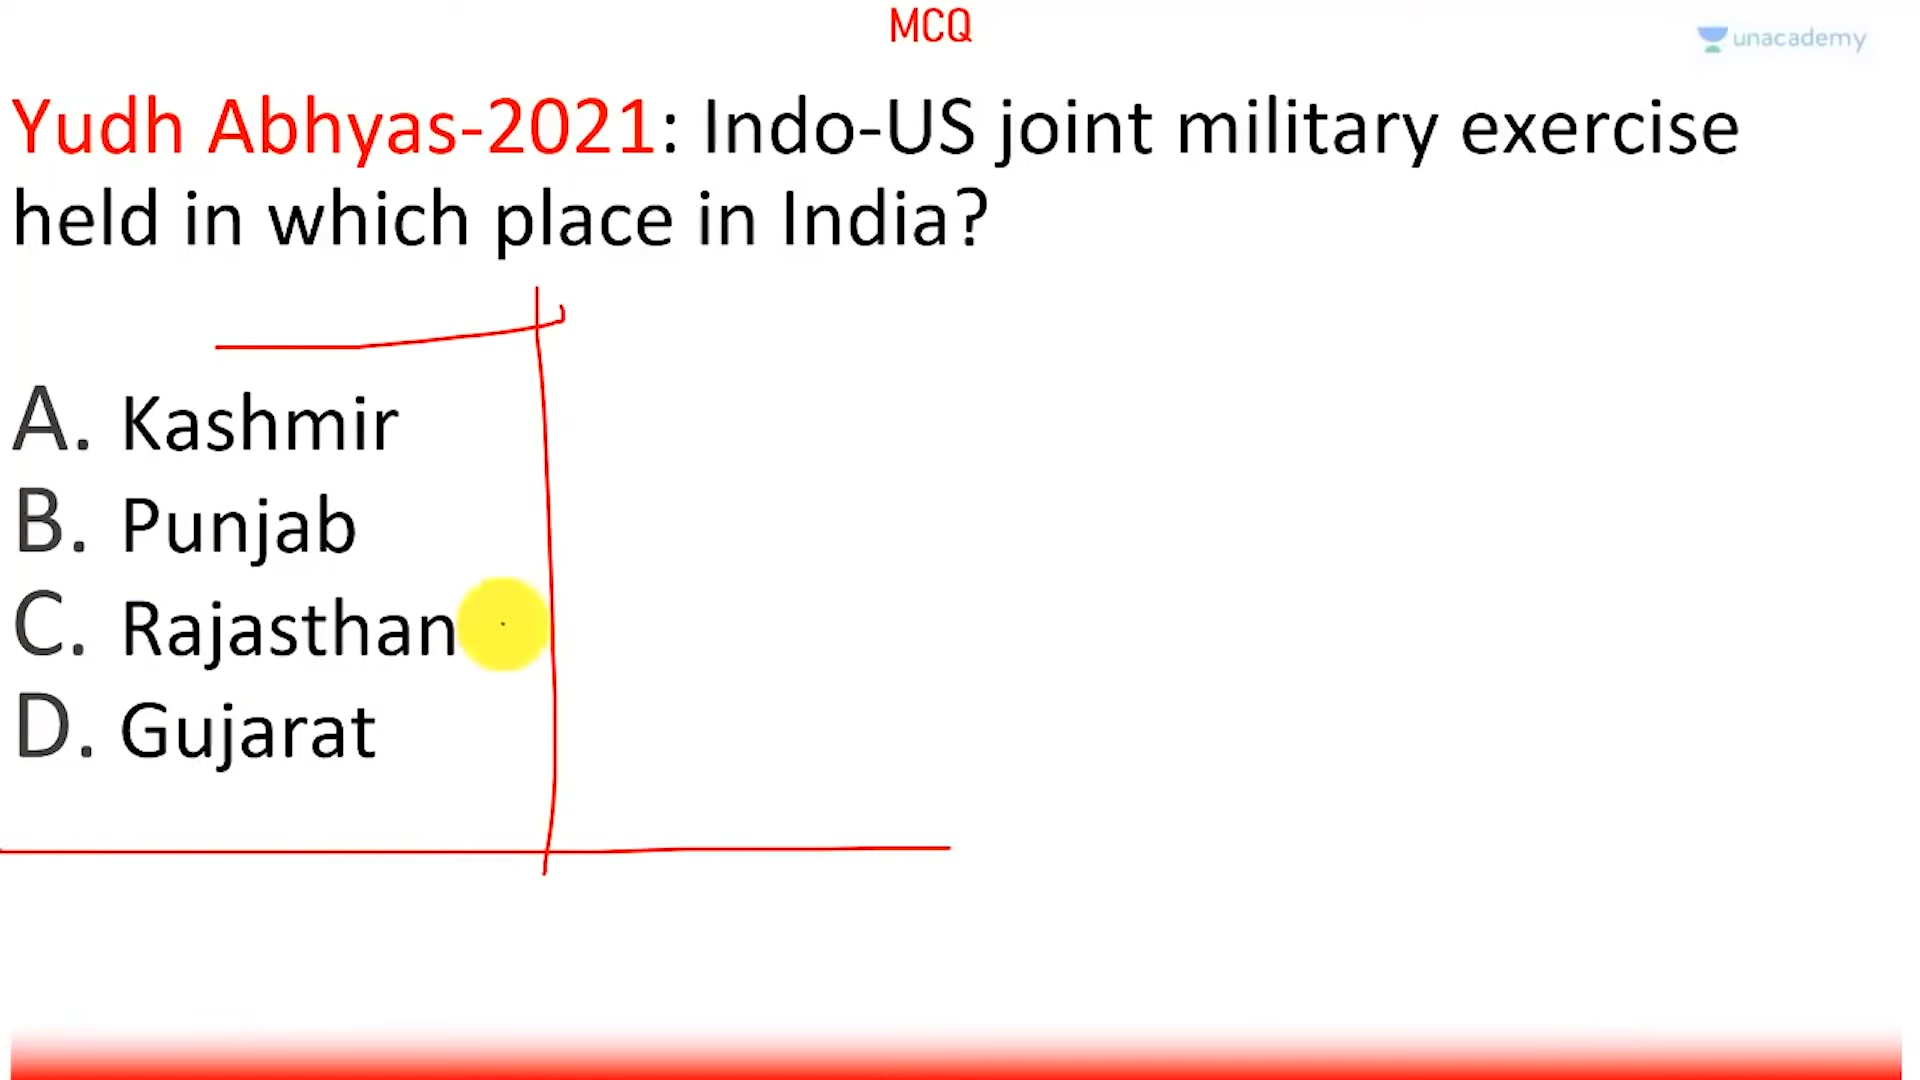 MCQ
unacademy
Yudh Abhyas-2021: Indo-US joint military exercise
held in which place in India?
A. Kashmir
B. Punjab
C. Rajasthan
D. Gujarat